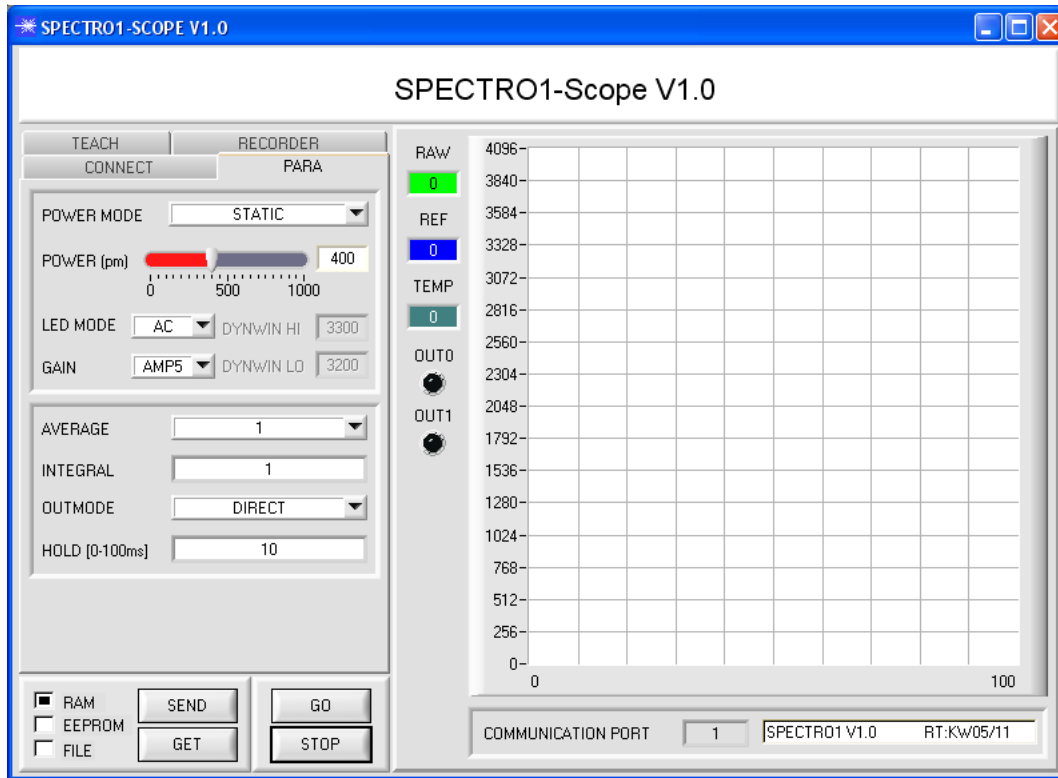 SPECTRO1-SCOPE V1.0
SPECTRO1-Scope V1.0
TEACH RECORDER
CONNECT PARA
POWER MODE STATIC
POWER (pm) 400
0 500 1000
LED MODE AC DYNWIN HI 3300
GAIN AMP5 DYNWIN LO 3200
AVERAGE 1
INTEGRAL 1
OUTMODE DIRECT
HOLD [0-100ms] 10
RAM
EEPROM
FILE
SEND
GET
GO
STOP
RAW
0
REF
0
TEMP
0
OUT0
OUT1
4096
3840
3584
3328
3072
2816
2560
2304
2048
1792
1536
1280
1024
768
512
256
0
0 100
COMMUNICATION PORT 1 SPECTRO1 V1.0 RT:KW05/11